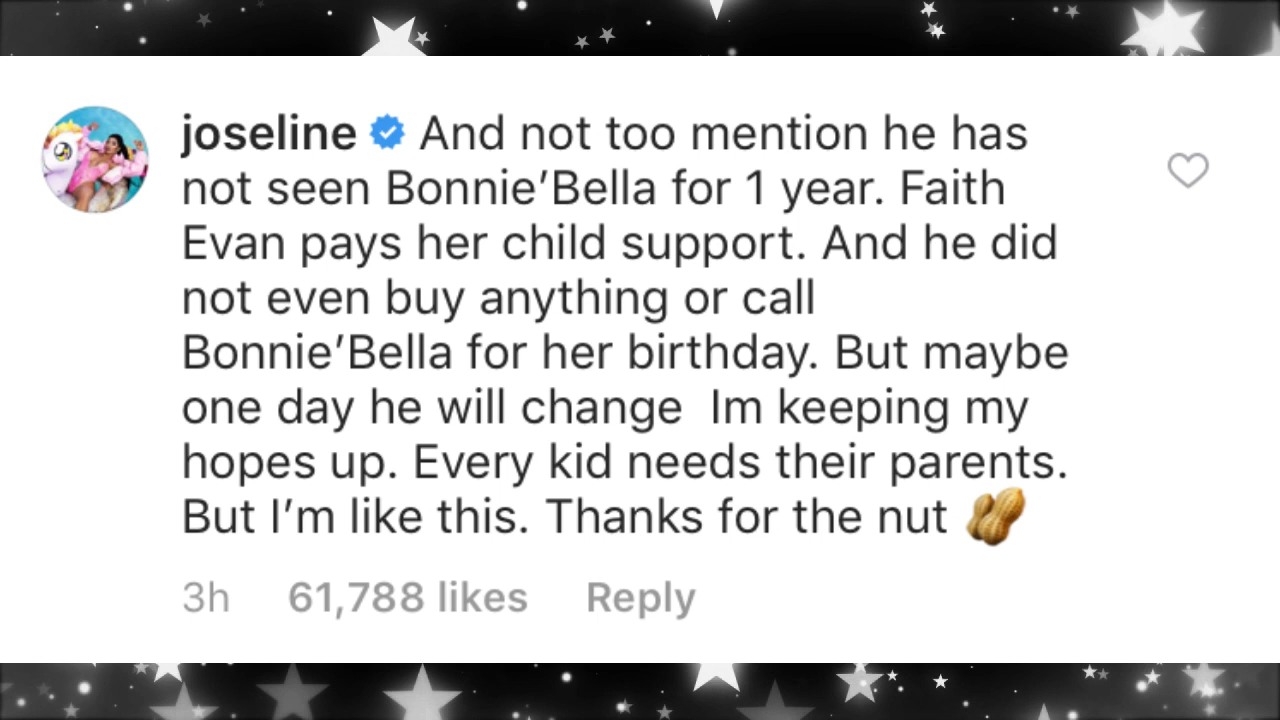 joseline And not too mention he has
not seen Bonnie’Bella for 1 year. Faith
Evan pays her child support. And he did
not even buy anything or call
Bonnie’Bella for her birthday. But maybe
one day he will change  Im keeping my
hopes up. Every kid needs their parents.
But I’m like this. Thanks for the nut 🥜
3h 61,788 likes Reply